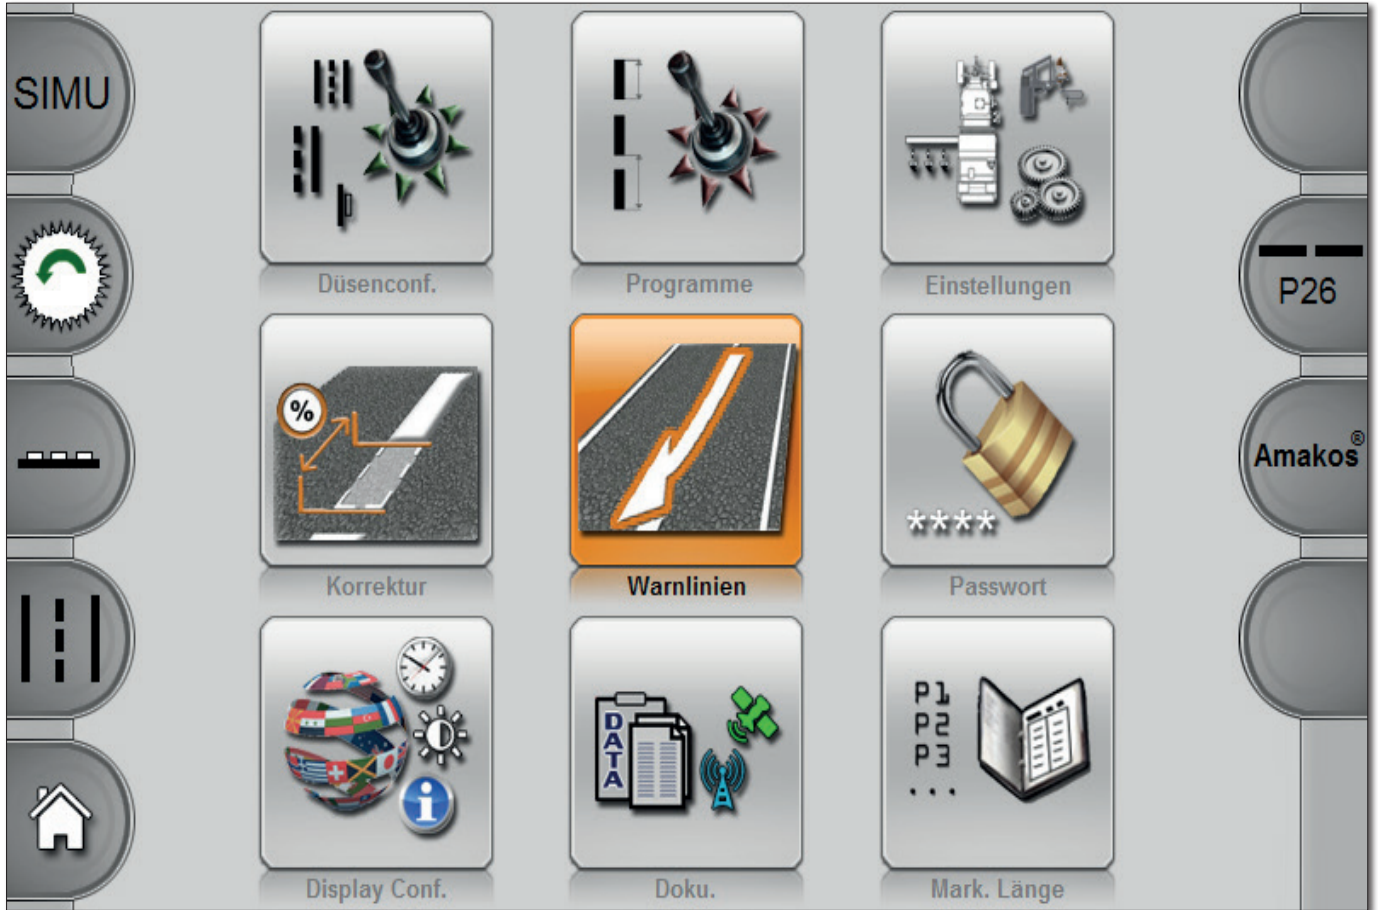 SIMU
Düsenconf.
Programme
Einstellungen
P26
%
Korrektur
Warnlinien
****
Passwort
Amakos®
Display Conf.
DATA
Doku.
P1
P2
P3
...
Mark. Länge